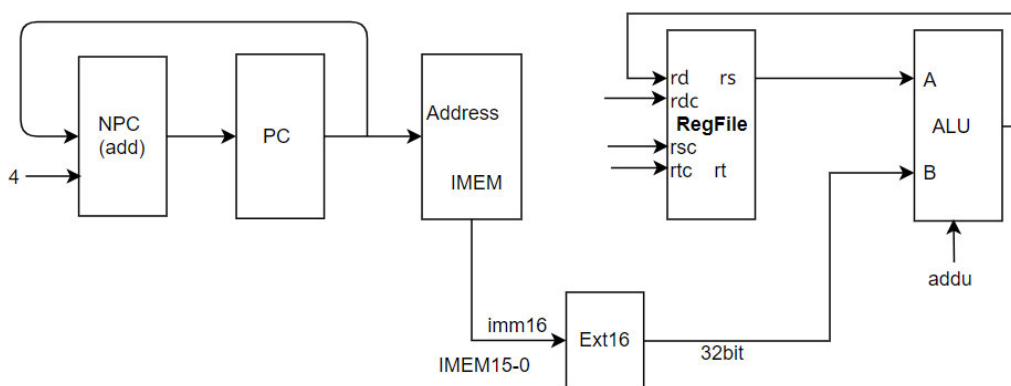 NPC
(add)
4
PC
Address
IMEM
imm16
IMEM15-0
Ext16
32bit
rd rs
rdc
RegFile
rsc
rtc rt
A
ALU
B
addu